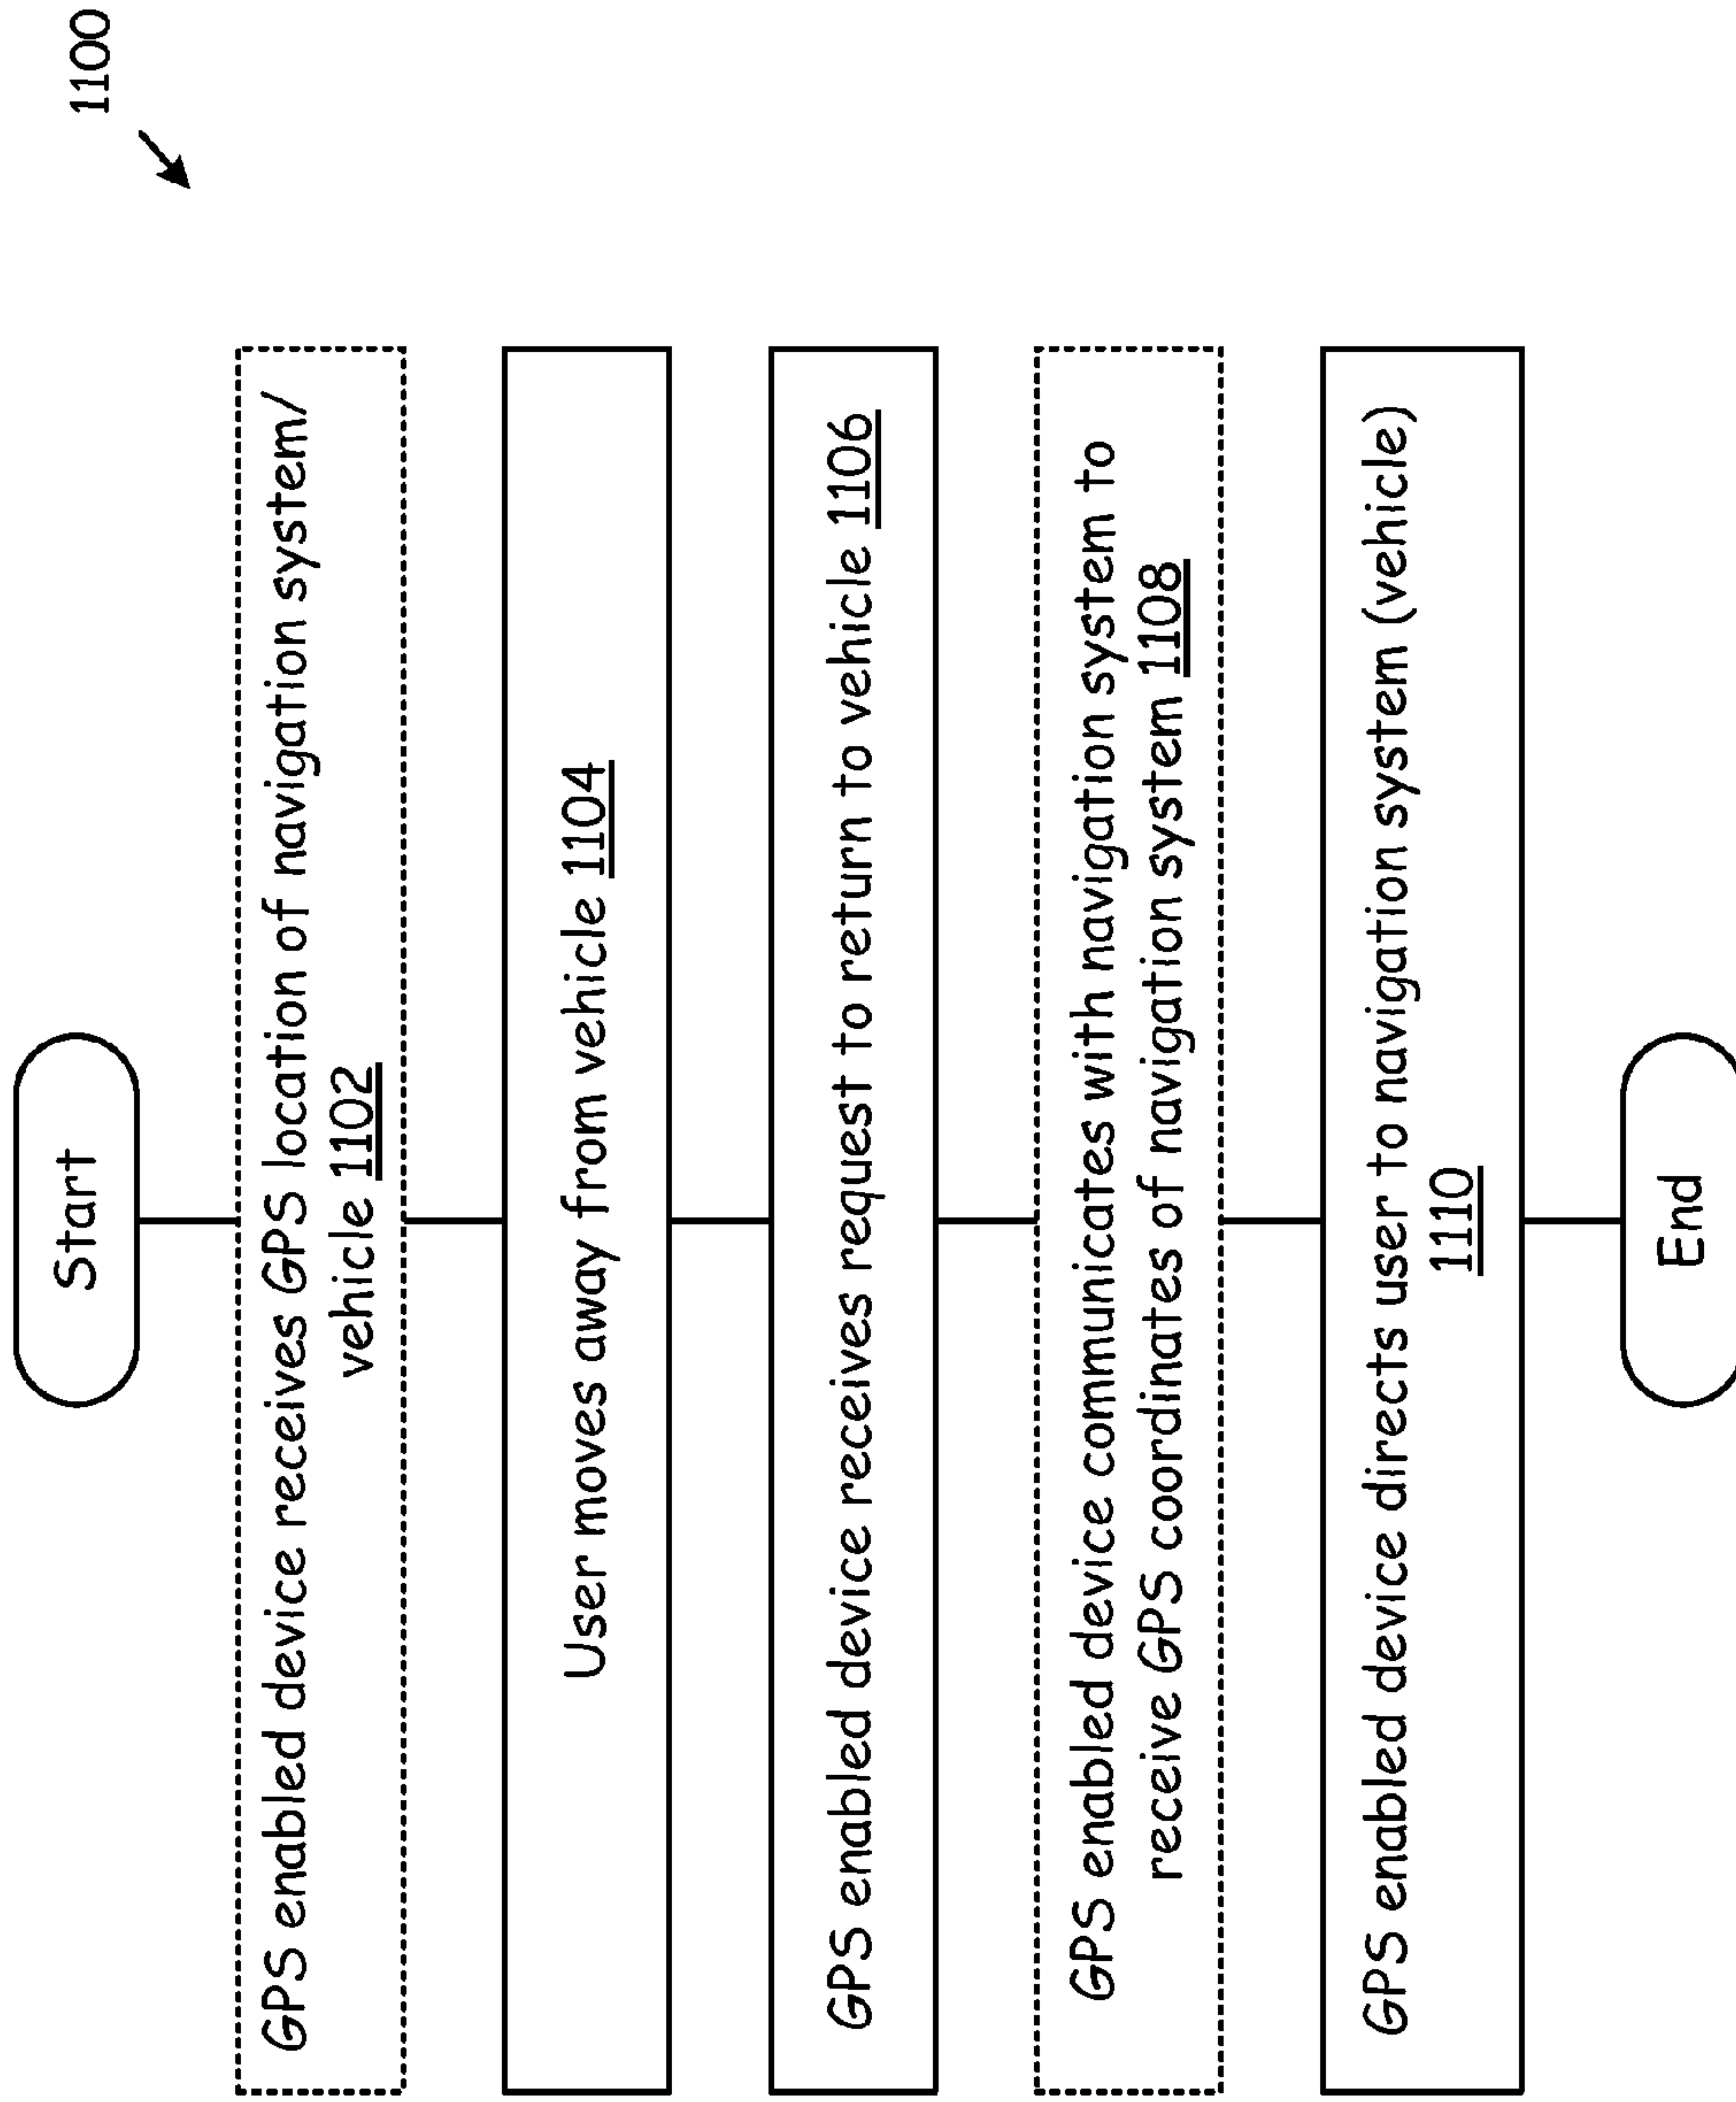 1100
Start
GPS enabled device receives GPS location of navigation system/
vehicle 1102
User moves away from vehicle 1104
GPS enabled device receives request to return to vehicle 1106
GPS enabled device communicates with navigation system to
receive GPS coordinates of navigation system 1108
GPS enabled device directs user to navigation system (vehicle)
1110
End